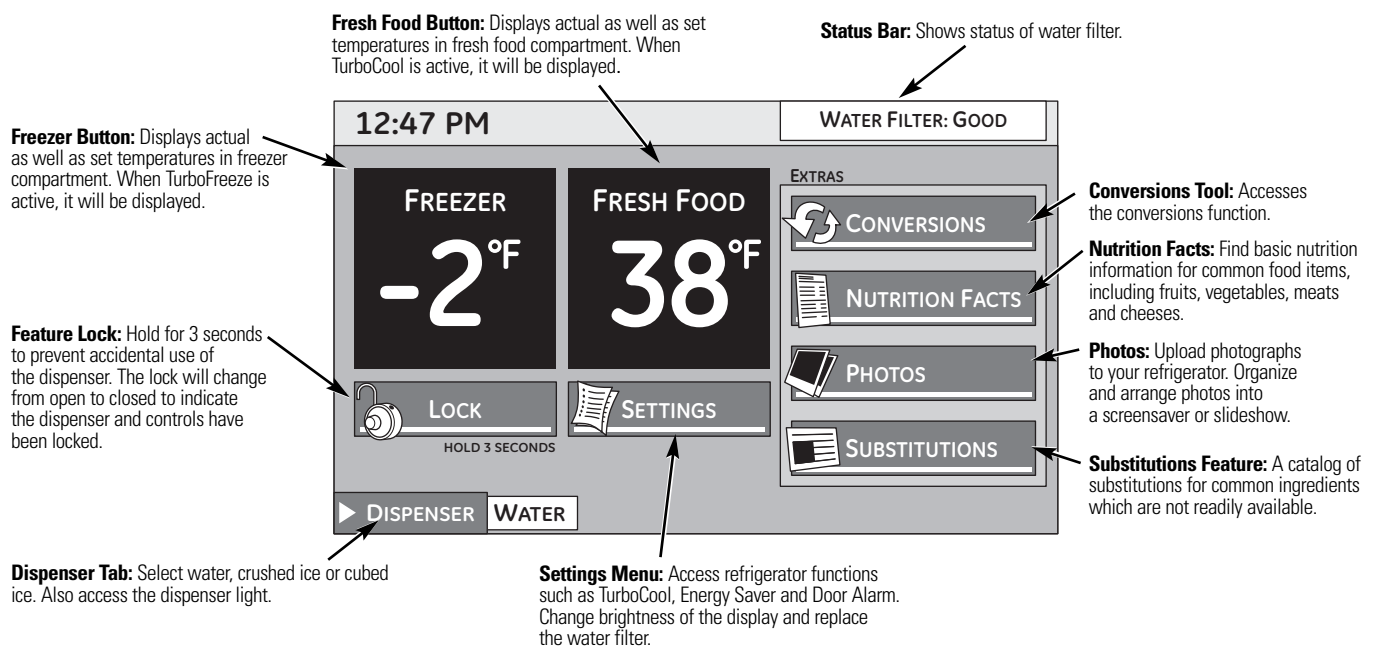 Fresh Food Button: Displays actual as well as set
temperatures in fresh food compartment. When
TurboCool is active, it will be displayed.
Status Bar: Shows status of water filter.
Freezer Button: Displays actual
as well as set temperatures in freezer
compartment. When TurboFreeze is
active, it will be displayed.
Feature Lock: Hold for 3 seconds
to prevent accidental use of
the dispenser. The lock will change
from open to closed to indicate
the dispenser and controls have
been locked.
12:47 PM
WATER FILTER: GOOD
FREEZER
-2°F
FRESH FOOD
38°F
LOCK
HOLD 3 SECONDS
SETTINGS
EXTRAS
CONVERSIONS
NUTRITION FACTS
PHOTOS
SUBSTITUTIONS
DISPENSER
WATER
Conversions Tool: Accesses
the conversions function.
Nutrition Facts: Find basic nutrition
information for common food items,
including fruits, vegetables, meats
and cheeses.
Photos: Upload photographs
to your refrigerator. Organize
and arrange photos into
a screensaver or slideshow.
Substitutions Feature: A catalog of
substitutions for common ingredients
which are not readily available.
Dispenser Tab: Select water, crushed ice or cubed
ice. Also access the dispenser light.
Settings Menu: Access refrigerator functions
such as TurboCool, Energy Saver and Door Alarm.
Change brightness of the display and replace
the water filter.